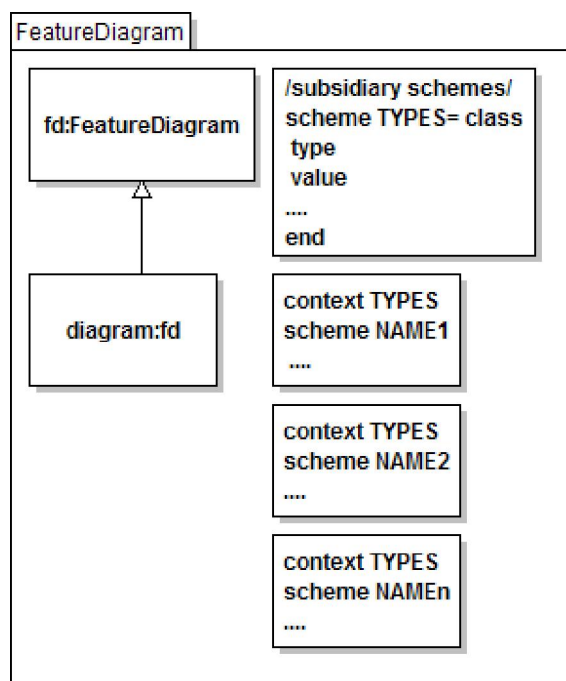 FeatureDiagram
fd:FeatureDiagram
diagram:fd
/subsidiary schemes/
scheme TYPES= class
type
value
....
end
context TYPES
scheme NAME1
....
context TYPES
scheme NAME2
....
context TYPES
scheme NAMEn
....